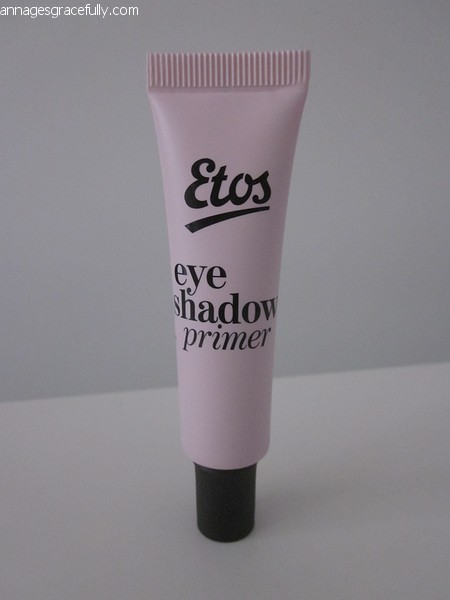 annagesgracefully.com
Etos
eye
shadow
primer